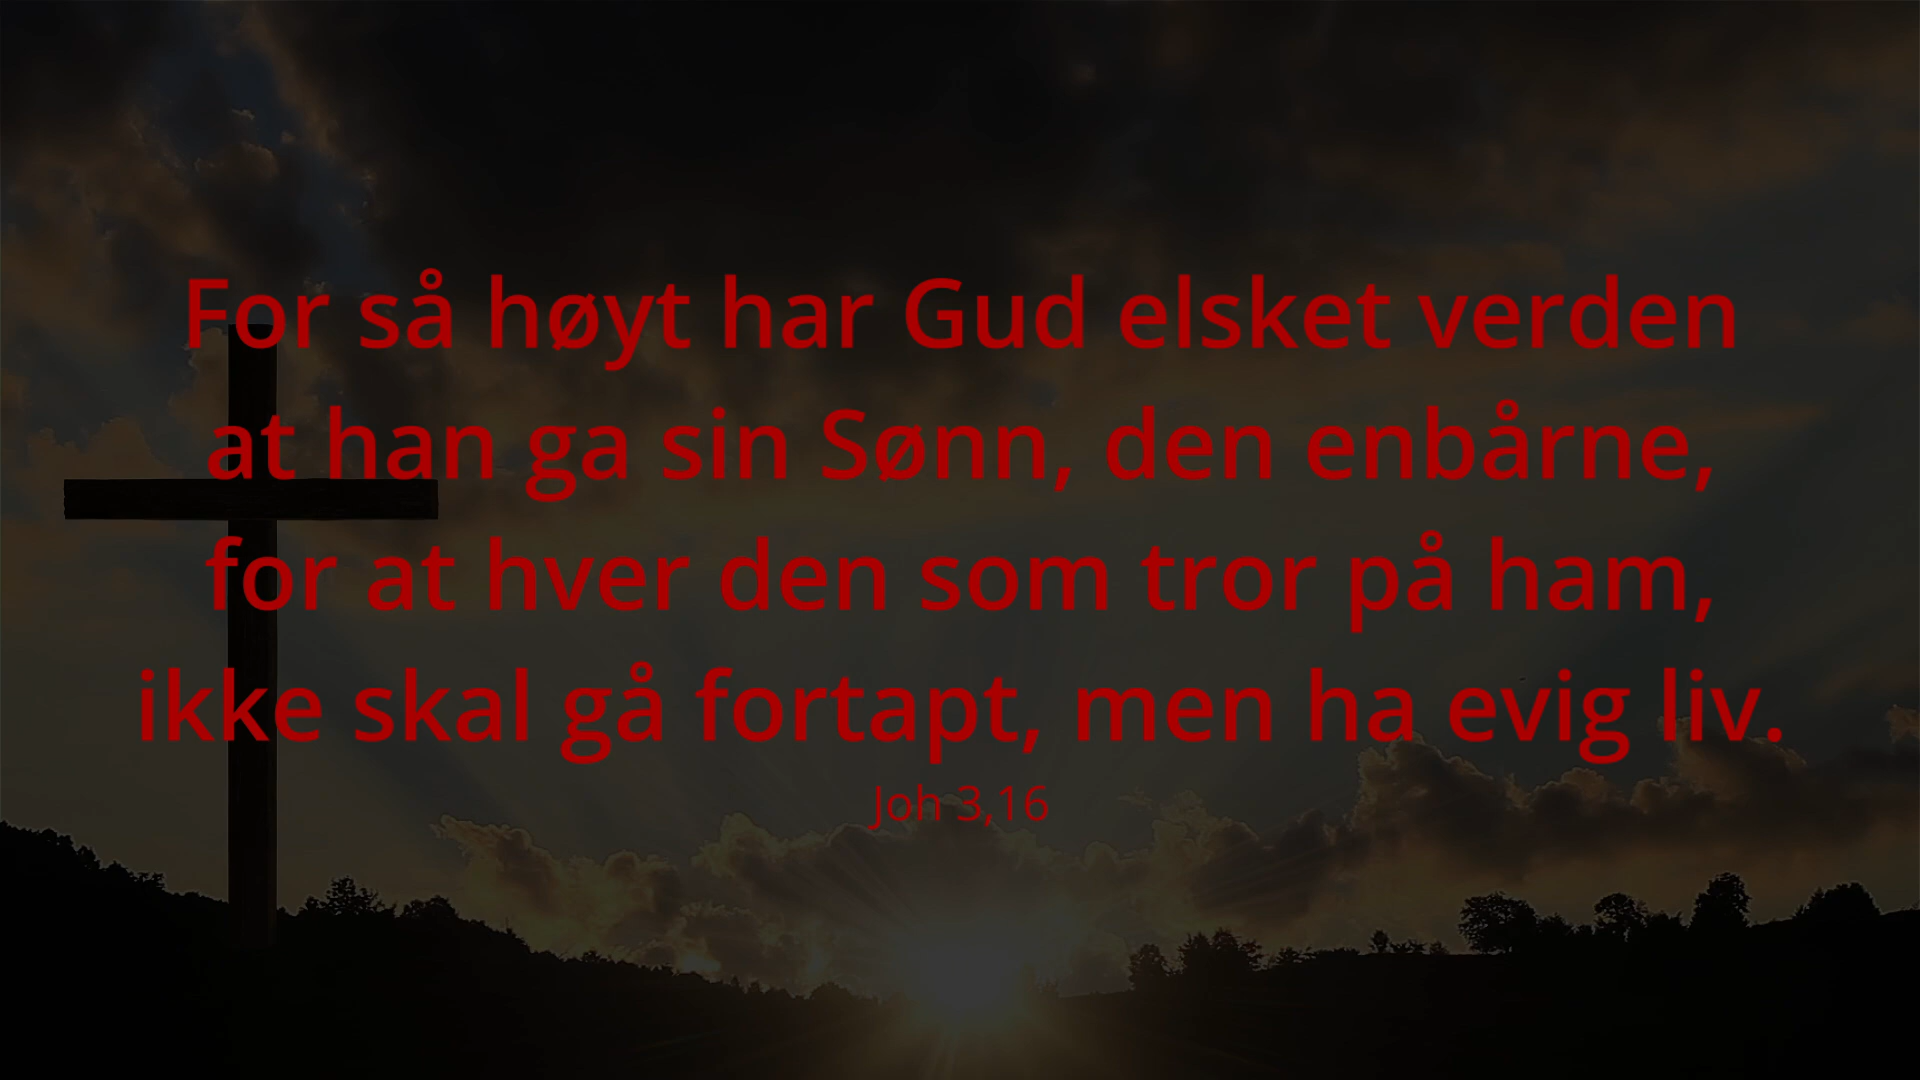 For så høyt har Gud elsket verden
at han ga sin Sønn, den enbårne,
for at hver den som tror på ham,
ikke skal gå fortapt, men ha evig liv.
Joh 3,16